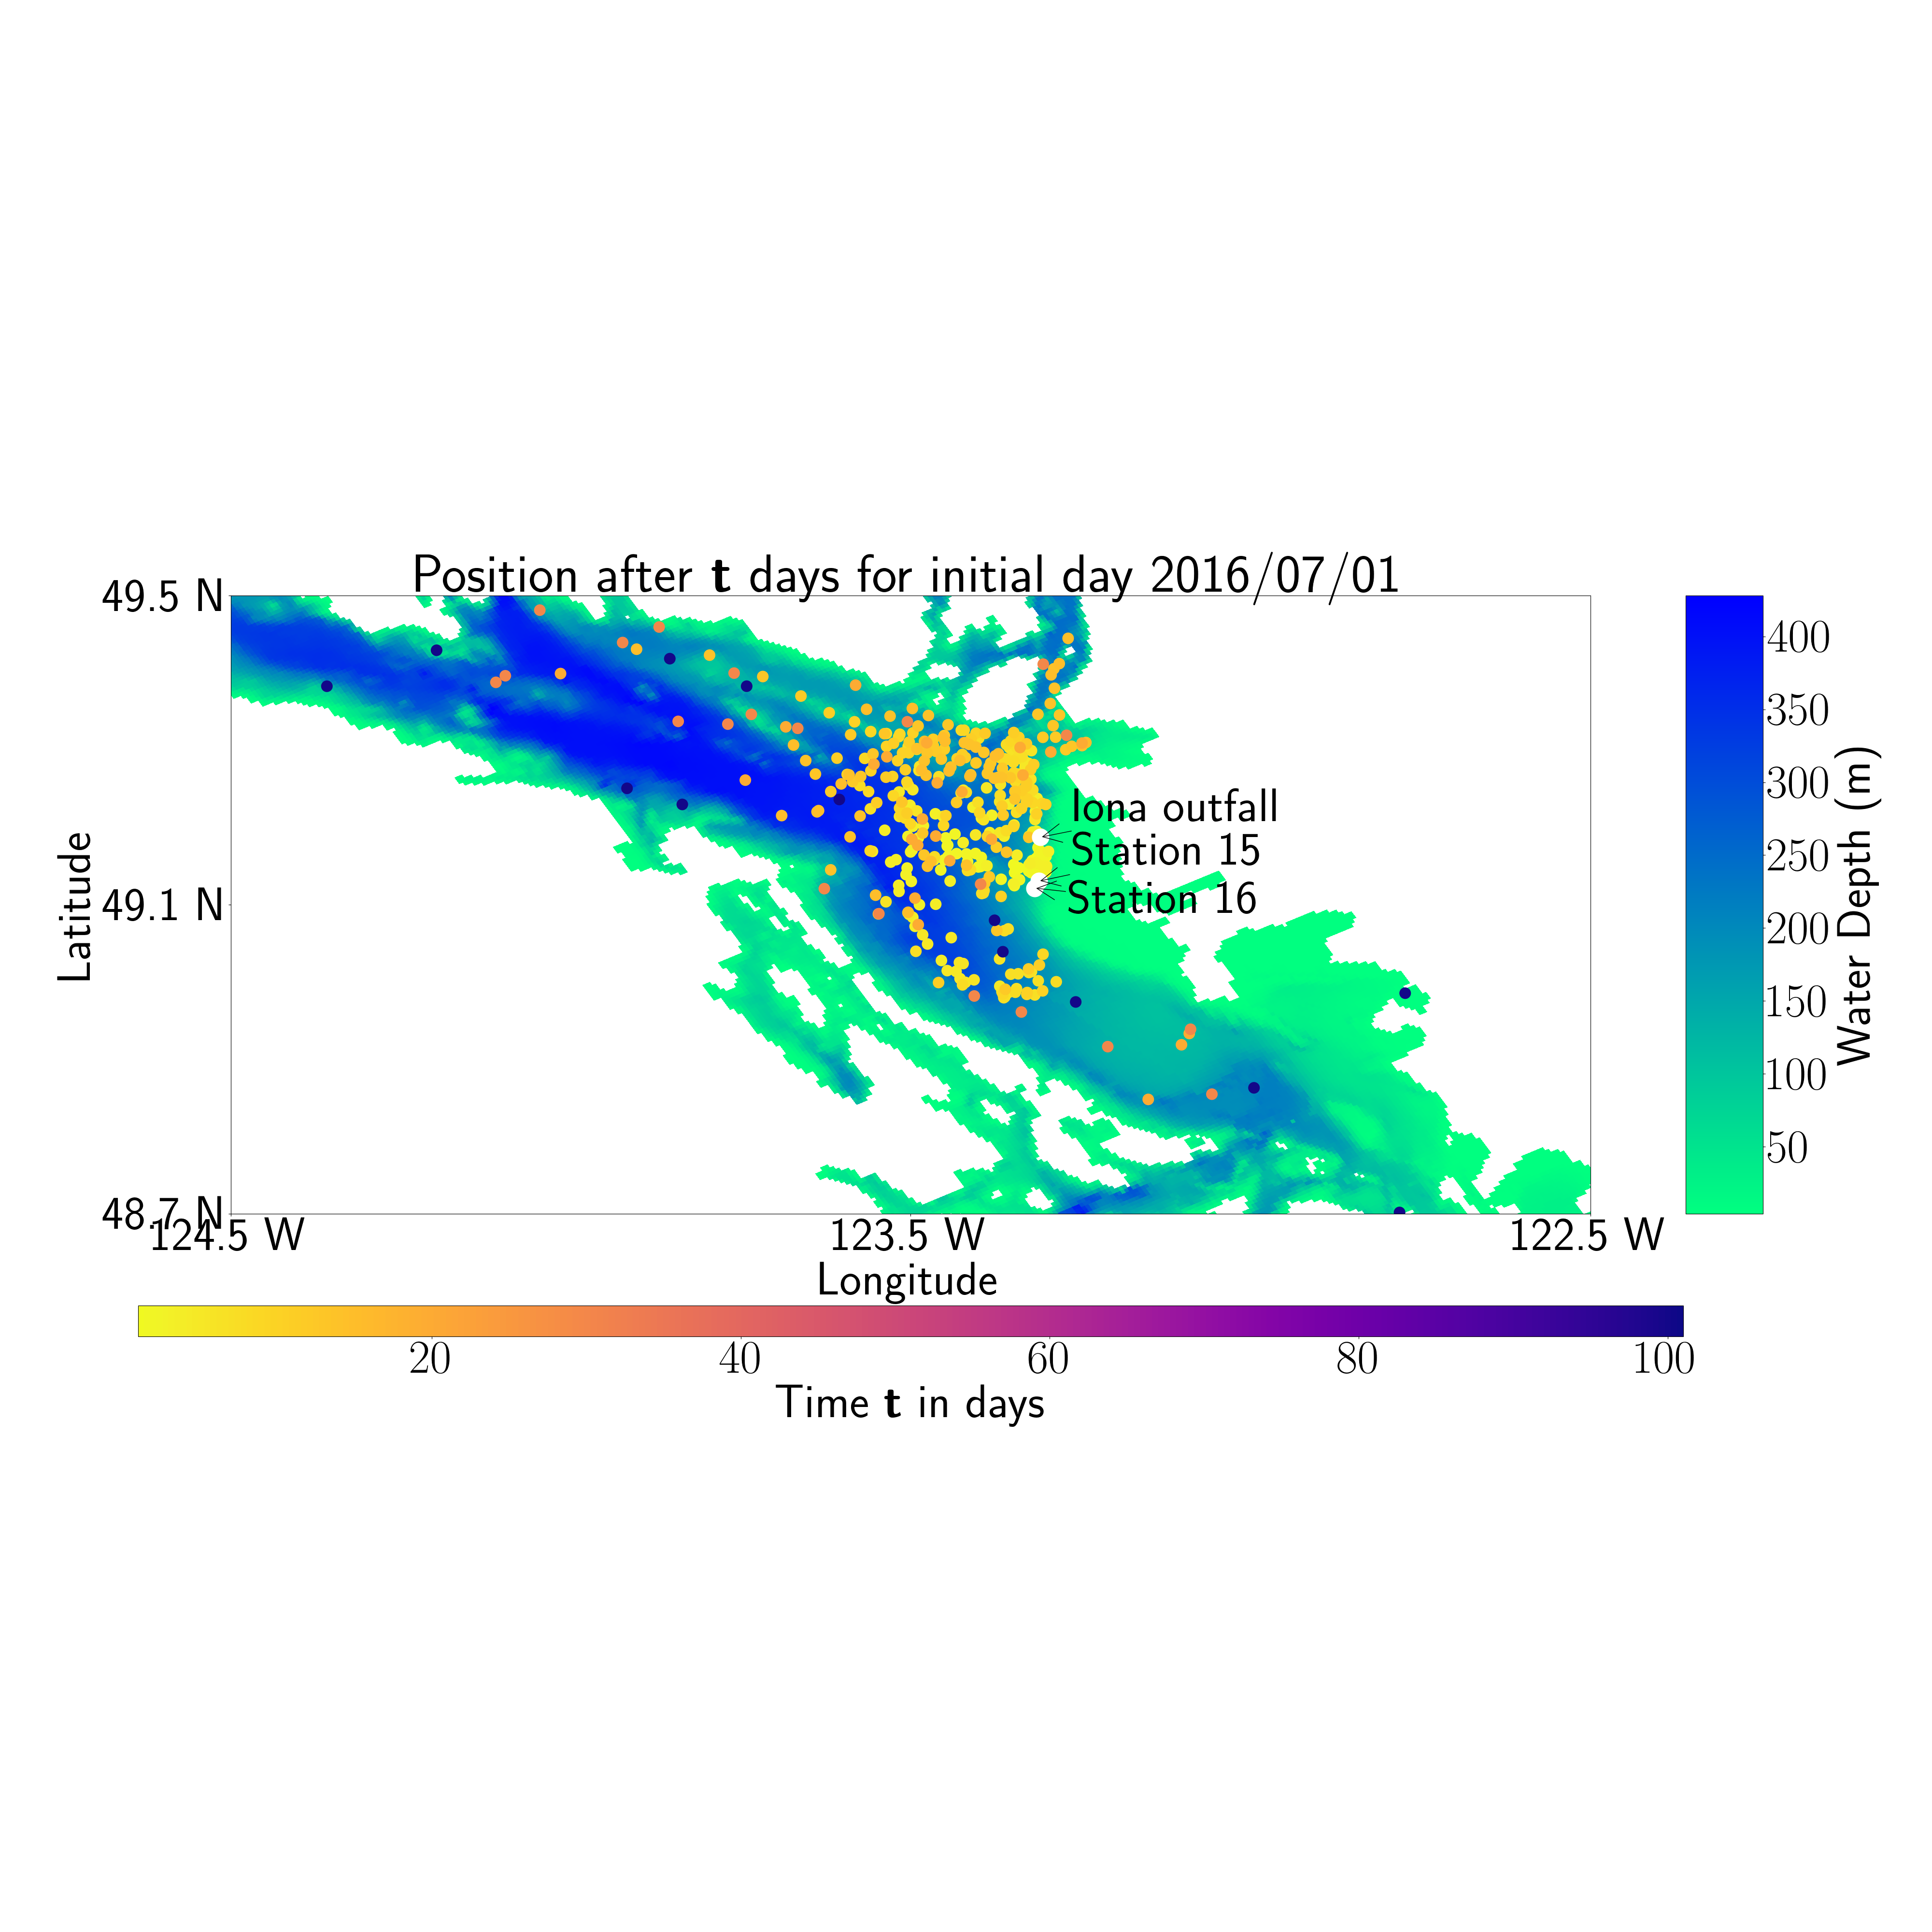 Position after t days for initial day 2016/07/01
49.5 N
49.1 N
48.7 N
Latitude
124.5 W
123.5 W
122.5 W
Longitude
Iona outfall
Station 15
Station 16
400
350
300
250
200
150
100
50
Water Depth (m)
20
40
60
80
100
Time t in days